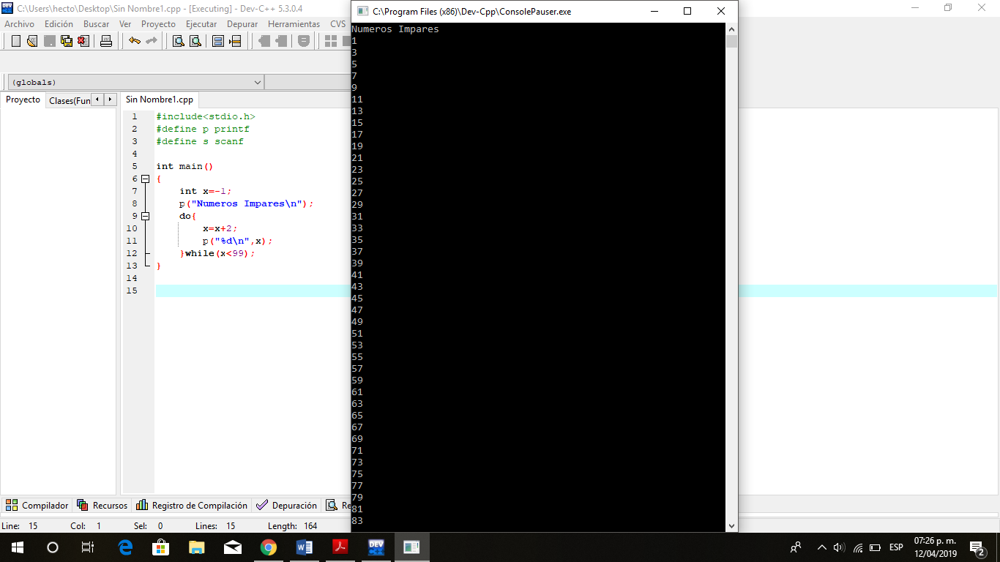 C:\Users\hecto\Desktop\Sin Nombre1.cpp - [Executing] - Dev-C++ 5.3.0.4
Archivo Edición Buscar Ver Proyecto Ejecutar Depurar Herramientas CVS
(globals)
Proyecto Clases(Fun
Sin Nombre1.cpp
1 #include<stdio.h>
2 #define p printf
3 #define s scanf
4
5 int main()
6 {
7 int x=-1;
8 p("Numeros Impares\n");
9 do{
10 x=x+2;
11 p("%d\n",x);
12 }while(x<99);
13 }
14
15
C:\Program Files (x86)\Dev-Cpp\ConsolePauser.exe
Numeros Impares
1
3
5
7
9
11
13
15
17
19
21
23
25
27
29
31
33
35
37
39
41
43
45
47
49
51
53
55
57
59
61
63
65
67
69
71
73
75
77
79
81
83
Compilador Recursos Registro de Compilación Depuración Re
Line: 15 Col: 1 Sel: 0 Lines: 15 Length: 164
ESP
07:26 p. m.
12/04/2019
2